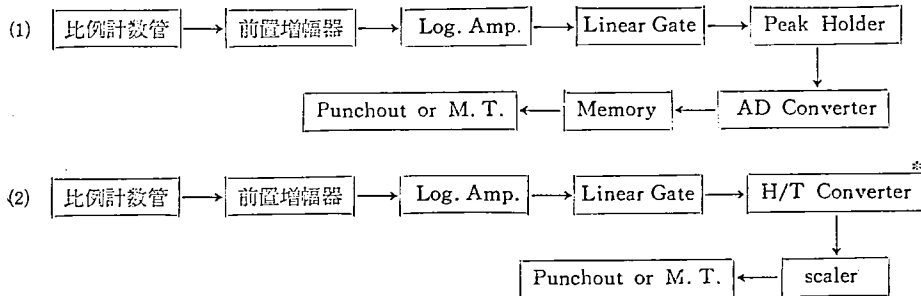 (1) 比例計数管 → 前置増幅器 → Log. Amp. → Linear Gate → Peak Holder
Punchout or M. T. ← Memory ← AD Converter
(2) 比例計数管 → 前置増幅器 → Log. Amp. → Linear Gate → H/T Converter *
Punchout or M. T. ← scaler